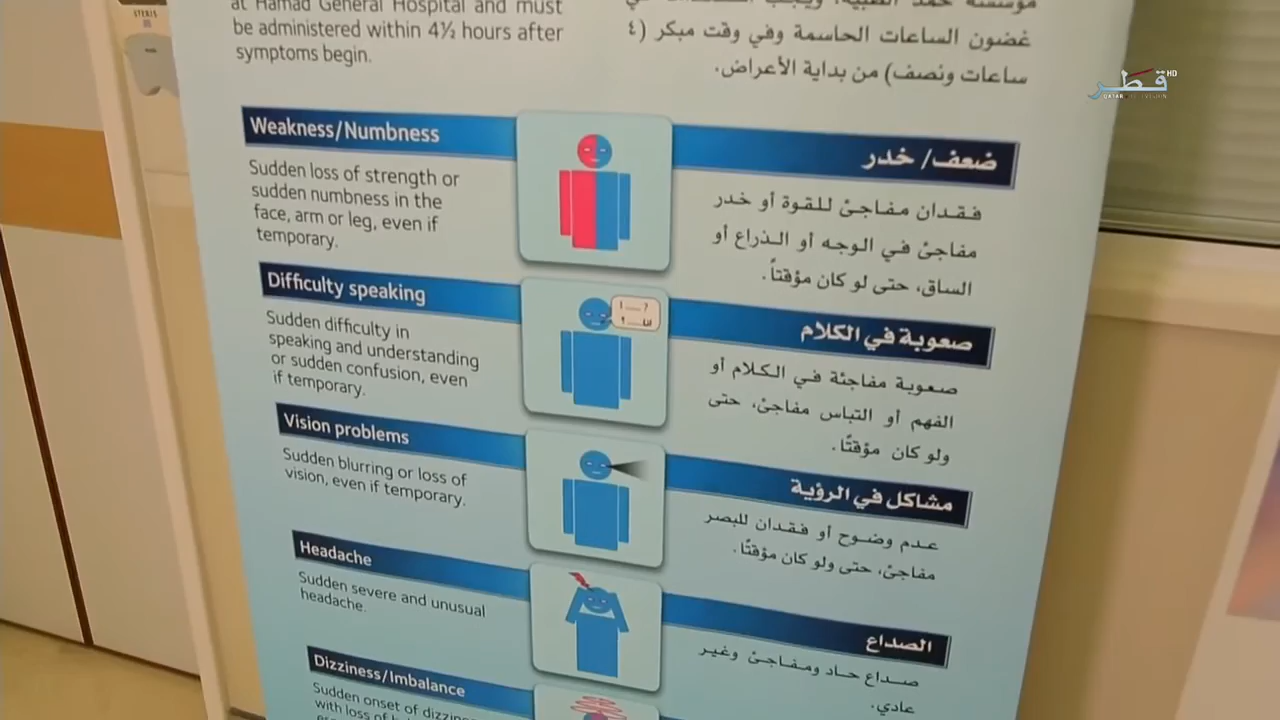 at Hamad General Hospital and must
be administered within 4½ hours after
symptoms begin.
غضون الساعات الحاسمة وفي وقت مبكر (٤
ساعات ونصف) من بداية الأعراض.
قطر HD
STERIS
Weakness/Numbness
Sudden loss of strength or
sudden numbness in the
face, arm or leg, even if
temporary.
ضعف/ خدر
فقدان مفاجئ للقوة أو خدر
مفاجئ في الوجه أو الذراع أو
الساق، حتى لو كان مؤقتاً.
Difficulty speaking
Sudden difficulty in
speaking and understanding
or sudden confusion, even
if temporary.
صعوبة في الكلام
صعوبة مفاجئة في الكلام أو
الفهم أو التباس مفاجئ، حتى
ولو كان مؤقتًا.
Vision problems
Sudden blurring or loss of
vision, even if temporary.
مشاكل في الرؤية
عدم وضوح أو فقدان للبصر
مفاجئ، حتى ولو كان مؤقتًا.
Headache
Sudden severe and unusual
headache.
الصداع
صداع حاد ومفاجئ وغير
عادي.
Dizziness/Imbalance
Sudden onset of
with loss of